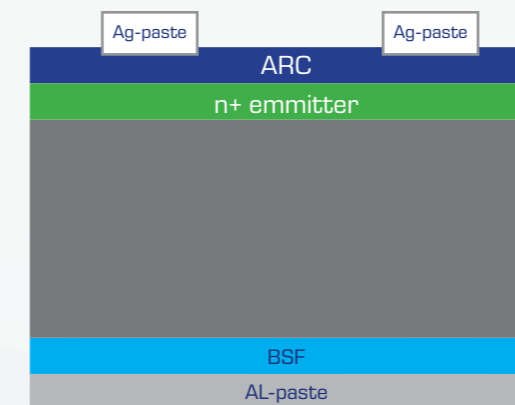 Ag-paste
Ag-paste
ARC
n+ emmitter
BSF
AL-paste